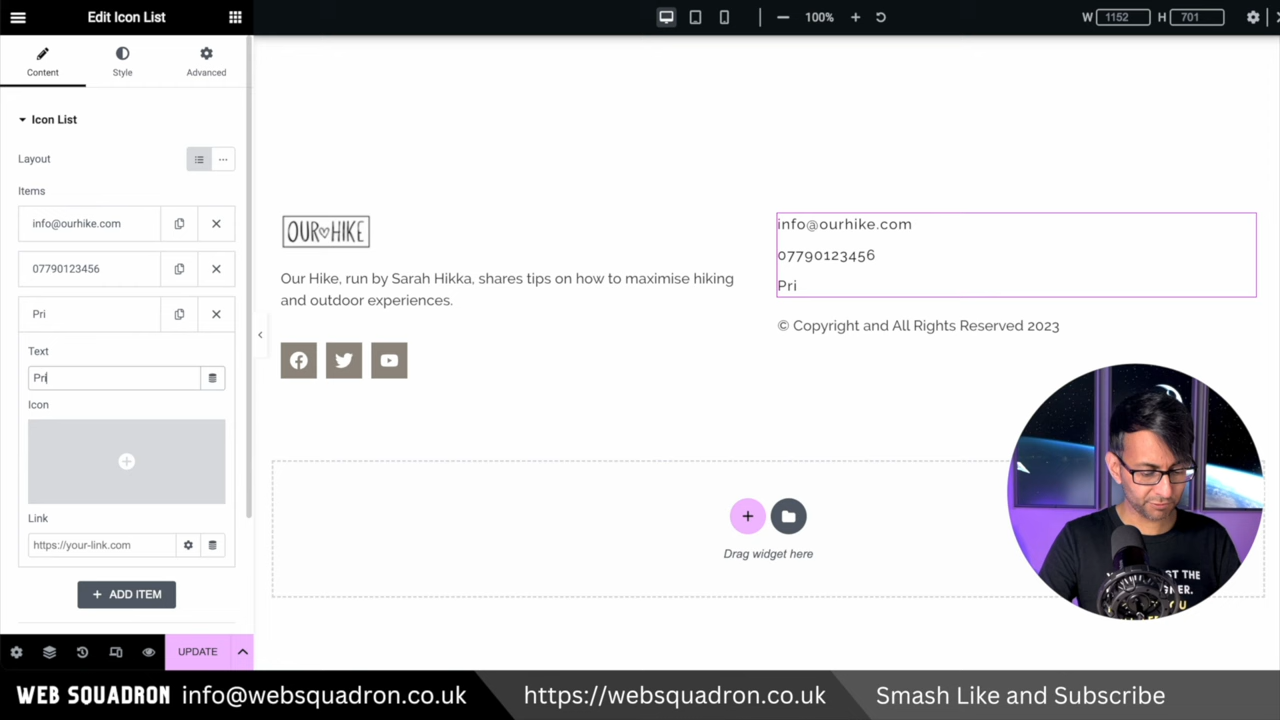 Edit Icon List
100%
W 1152 H 701
Content
Style
Advanced
Icon List
Layout
Items
info@ourhike.com
07790123456
Pri
Text
Pri
Icon
Link
https://your-link.com
+ ADD ITEM
UPDATE
OUR HIKE
Our Hike, run by Sarah Hikka, shares tips on how to maximise hiking
and outdoor experiences.
info@ourhike.com
07790123456
Pri
© Copyright and All Rights Reserved 2023
Drag widget here
WEB SQUADRON info@websquadron.co.uk https://websquadron.co.uk Smash Like and Subscribe